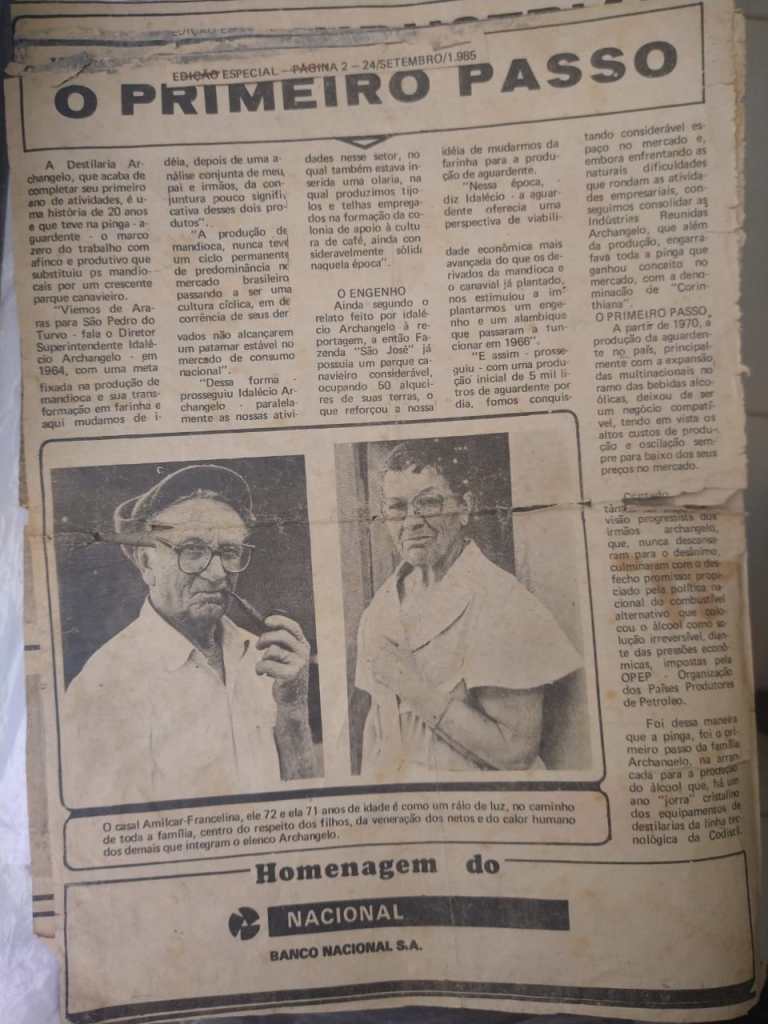 EDIÇÃO ESPECIAL - PÁGINA 2 - 24/SETEMBRO/1.985
O PRIMEIRO PASSO
A Destilaria Ar-
changelo, que acaba de
completar seu primeiro
ano de atividades, é u-
ma história de 20 anos
e que teve na pinga - a-
guardente - o marco
zero do trabalho com
afinco e produtivo que
substituiu os mandio-
cais por um crescente
parque canavieiro.
"Viemos de Ara-
ras para São Pedro do
Turvo - fala o Diretor
Superintendente Idalé-
cio Archangelo - em
1964, com uma meta
fixada na produção de
mandioca e sua trans-
formação em farinha e
aqui mudamos de i-
déia, depois de uma a-
nálise conjunta de meu
pai e irmãos, da con-
juntura pouco signifi-
cativa desses dois pro-
dutos".
"A produção de
mandioca, nunca teve
um ciclo permanente
de predominância no
mercado brasileiro
passando a ser uma
cultura cíclica, em de-
corrência de seus der
vados não alcançarem
um patamar estável no
mercado de consumo
nacional".
"Dessa forma -
prosseguiu Idalécio Ar-
changelo - paralela-
mente as nossas ativi-
dades nesse setor, no
qual também estava in-
serida uma olaria, na
qual produzimos tijo-
los e telhas emprega-
dos na formação da co-
lonia de apoio à cultu
ra de café, ainda con
sideravelmente sólid
naquela época".
O ENGENHO
Ainda segundo o
relato feito por idalé-
cio Archangelo à re-
portagem, a então Fa-
zenda "São José" já
possuia um parque ca-
navieiro considerável,
ocupando 50 alquei-
res de suas terras, o
que reforçou a nossa
idéia de mudarmos da
farinha para a produ-
ção de aguardente.
"Nessa época, -
diz Idalécio - a aguar-
dente oferecia uma
perspectiva de viabili-
dade econômica mais
avançada do que os de-
rivados da mandioca e
o canavial já plantado,
nos estimulou a im-
plantarmos um enge-
nho e um alambique
que passaram a fun-
cionar em 1966".
"E assim - prosse-
guiu - com uma produ-
ção inicial de 5 mil li-
tros de aguardente por
dia, fomos conquis-
tando considerável es-
paço no mercado e,
embora enfrentando as
naturais dificuldades
que rondam as ativida-
des empresariais, con-
seguimos consolidar as
Indústrias Reunidas
Archangelo, que além
da produção, engarra-
fava toda a pinga que
ganhou conceito no
mercado, com a deno-
minacão de "Corin-
thiana".
O PRIMEIRO PASSO
A partir de 1970, a
produção da aguarden-
te no país, principal-
mente com a expansão
das multinacionais no
ramo das bebidas alco-
ólicas, deixou de ser
um negócio compatí-
vel, tendo em vista os
altos custos de produ-
ção e oscilação sem-
pre para baixo dos seus
preços no mercado.
Contudo
visão progressista dos
irmãos archangelo,
que, nunca descanse-
ram para o desânimo,
culminaram com o des-
fecho promissor propi-
ciado pela política na-
cional do combustível
alternativo que colo-
cou o álcool como so-
lução irreversível, dian-
te das pressões econô-
micas, impostas pela
OPEP - Organização
dos Países Produtores
de Petroleo.
Foi dessa maneira
que a pinga, foi o pri-
meiro passo da família
Archangelo, na arran-
cada para a produção
do álcool que, há um
ano "jorra" cristalino
dos equipamentos de
destilarias da linha tec-
nológica da Codistil.
O casal Amilcar-Francelina, ele 72 e ela 71 anos de idade é como um ráio de luz, no caminho
de toda a família, centro do respeito dos filhos, da veneração dos netos e do calor humano
dos demais que integram o elenco Archangelo.
Homenagem do
NACIONAL
BANCO NACIONAL S.A.